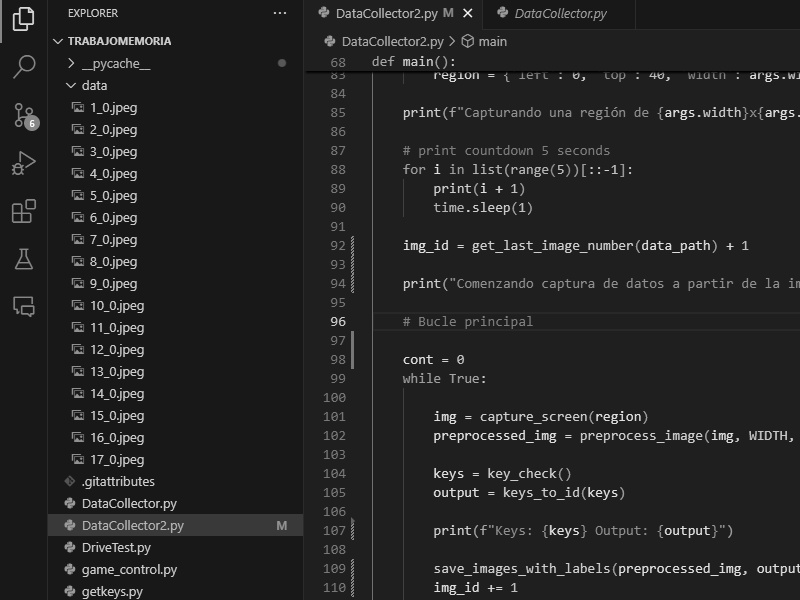 EXPLORER
TRABAJOMEMORIA
__pycache__
data
1_0.jpeg
2_0.jpeg
3_0.jpeg
4_0.jpeg
5_0.jpeg
6_0.jpeg
7_0.jpeg
8_0.jpeg
9_0.jpeg
10_0.jpeg
11_0.jpeg
12_0.jpeg
13_0.jpeg
14_0.jpeg
15_0.jpeg
16_0.jpeg
17_0.jpeg
.gitattributes
DataCollector.py
DataCollector2.py M
DriveTest.py
game_control.py
getkeys.py
6
DataCollector2.py M
DataCollector.py
DataCollector2.py > main
68 def main():
83 region = { left : 0, top : 40, width : args.wi
84
85 print(f"Capturando una región de {args.width}x{args.
86
87 # print countdown 5 seconds
88 for i in list(range(5))[::-1]:
89 print(i + 1)
90 time.sleep(1)
91
92 img_id = get_last_image_number(data_path) + 1
93
94 print("Comenzando captura de datos a partir de la im
95
96 # Bucle principal
97
98 cont = 0
99 while True:
100
101 img = capture_screen(region)
102 preprocessed_img = preprocess_image(img, WIDTH,
103
104 keys = key_check()
105 output = keys_to_id(keys)
106
107 print(f"Keys: {keys} Output: {output}")
108
109 save_images_with_labels(preprocessed_img, output
110 img_id += 1